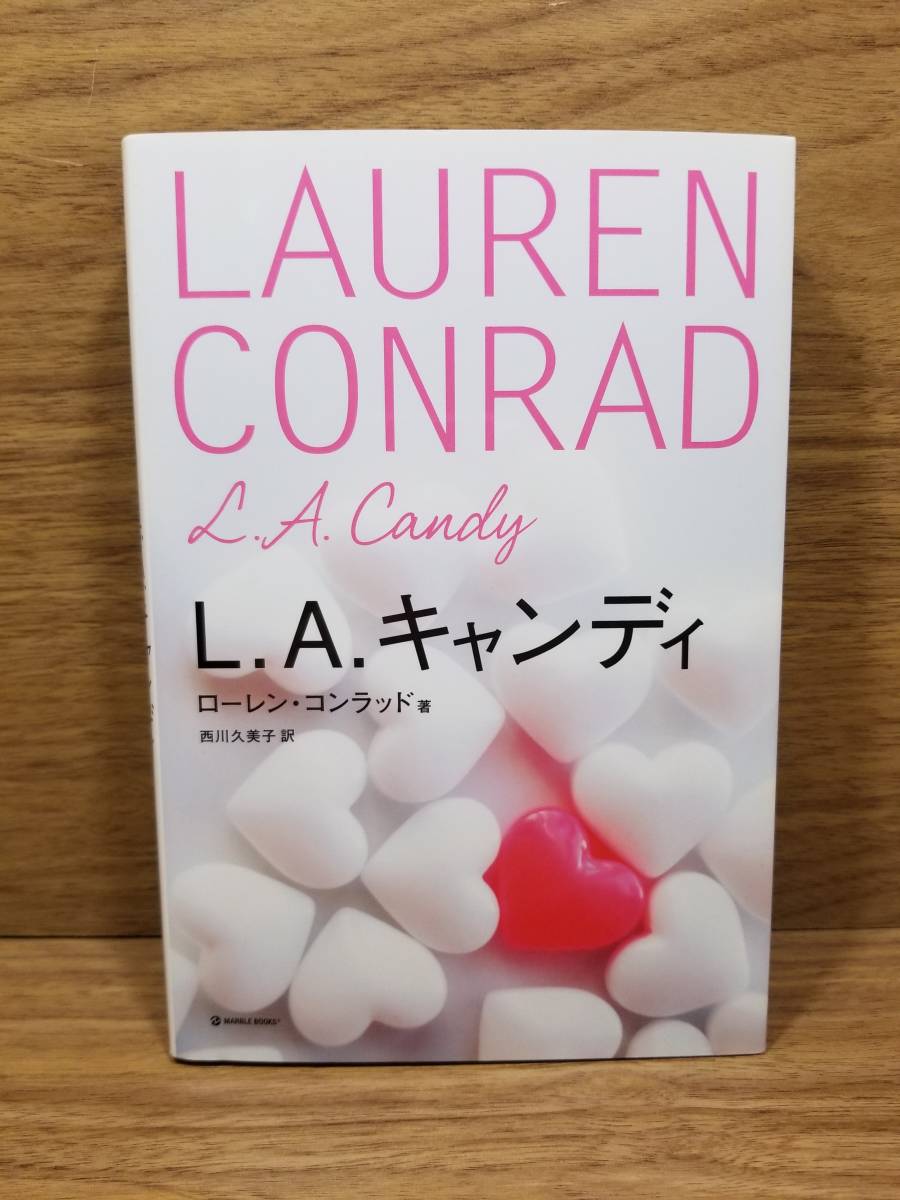 LAUREN
CONRAD
L.A. Candy
L.A.キャンディ
ローレン・コンラッド 著
西川久美子 訳
MARBLE BOOKS